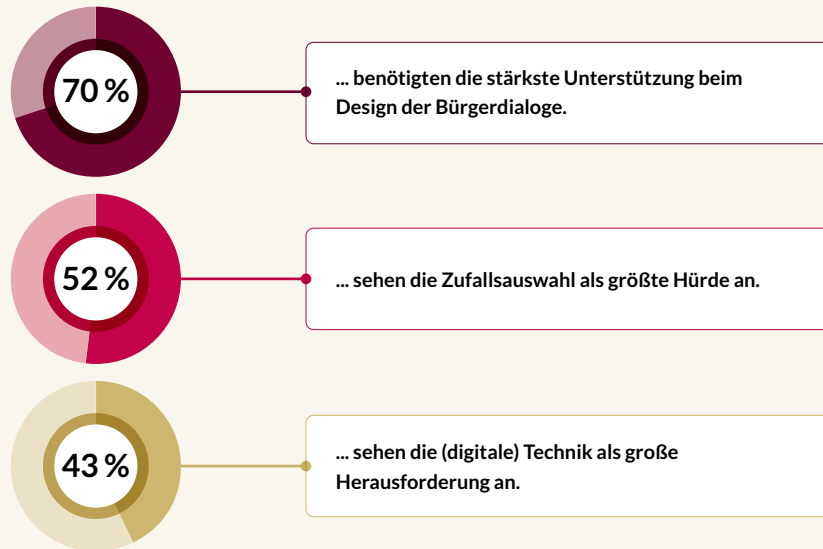 70 %
... benötigten die stärkste Unterstützung beim
Design der Bürgerdialoge.
52 %
... sehen die Zufallsauswahl als größte Hürde an.
43 %
... sehen die (digitale) Technik als große
Herausforderung an.